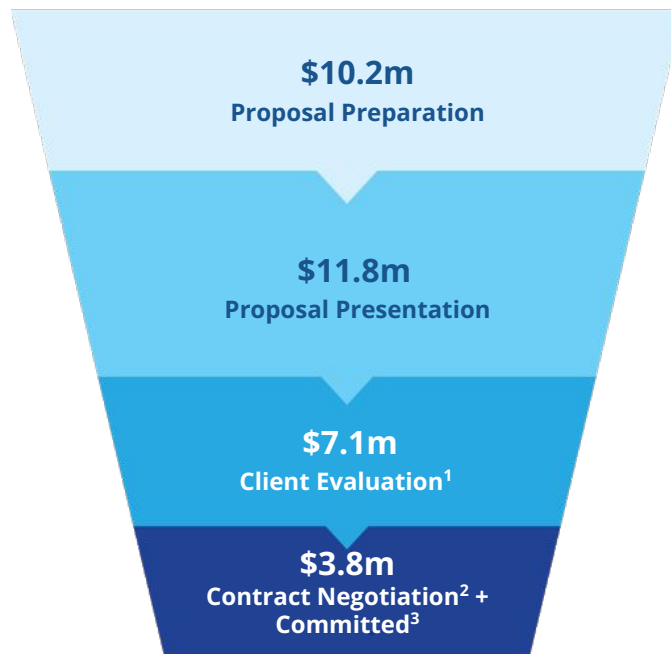 $10.2m
Proposal Preparation
$11.8m
Proposal Presentation
$7.1m
Client Evaluation¹
$3.8m
Contract Negotiation² +
Committed³